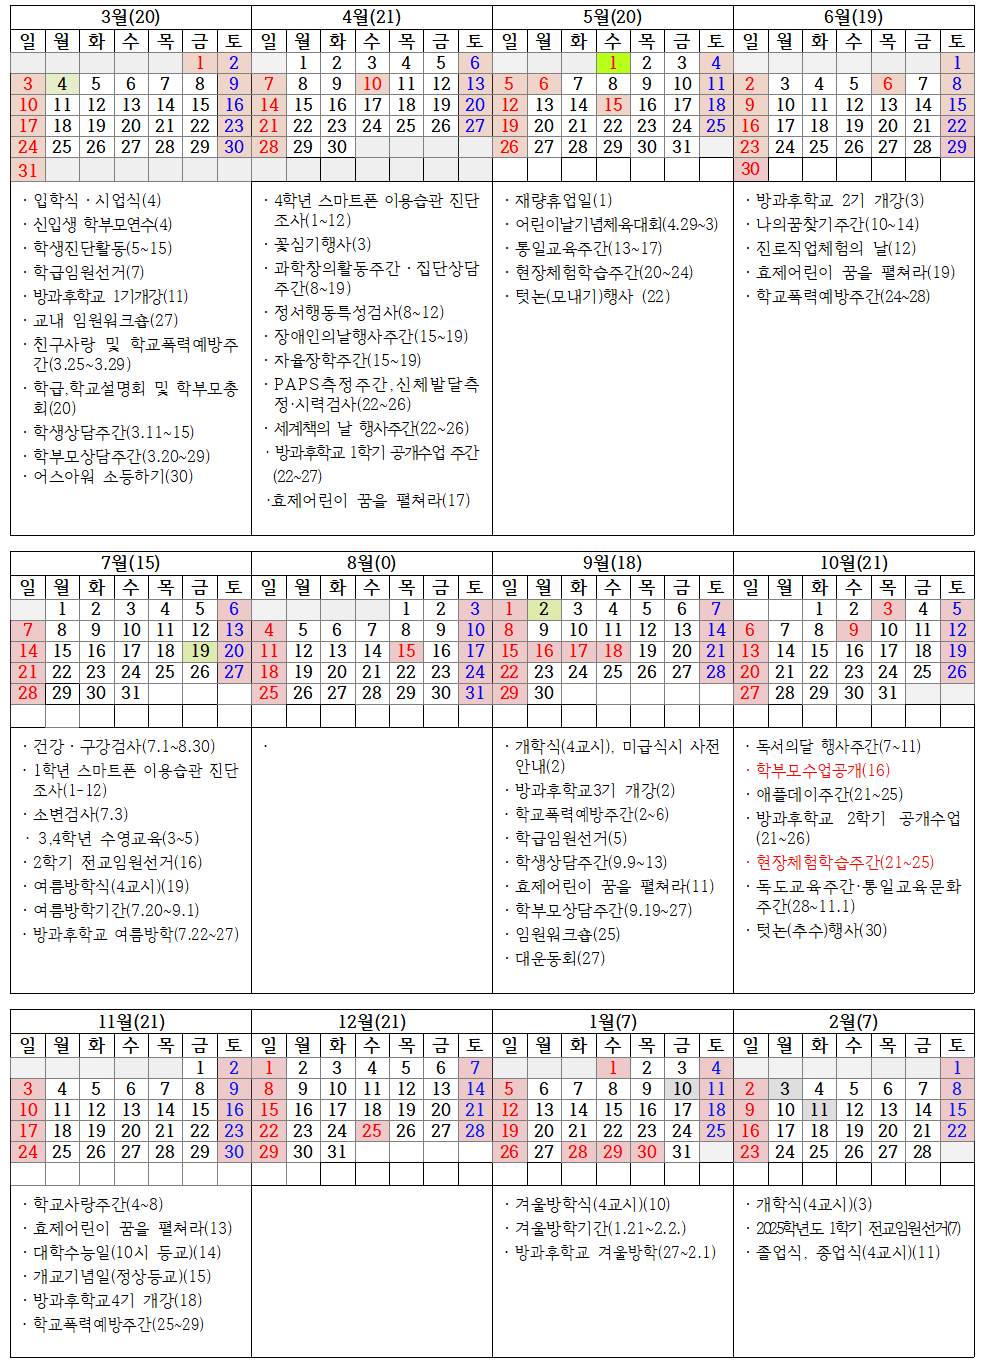 3월(20)
일 월 화 수 목 금 토
1 2
3 4 5 6 7 8 9
10 11 12 13 14 15 16
17 18 19 20 21 22 23
24 25 26 27 28 29 30
31
· 입학식 · 시업식(4)
· 신입생 학부모연수(4)
· 학생진단활동(5~15)
· 학급임원선거(7)
· 방과후학교 1기개강(11)
· 교내 임원워크숍(27)
· 친구사랑 및 학교폭력예방주
간(3.25~3.29)
· 학급,학교설명회 및 학부모총
회(20)
· 학생상담주간(3.11~15)
· 학부모상담주간(3.20~29)
· 어스아워 소등하기(30)
4월(21)
일 월 화 수 목 금 토
1 2 3 4 5 6
7 8 9 10 11 12 13
14 15 16 17 18 19 20
21 22 23 24 25 26 27
28 29 30
· 4학년 스마트폰 이용습관 진단
조사(1~12)
· 꽃심기행사(3)
· 과학창의활동주간 · 집단상담
주간(8~19)
· 정서행동특성검사(8~12)
· 장애인의날행사주간(15~19)
· 자율장학주간(15~19)
· PAPS측정주간,신체발달측
정·시력검사(22~26)
· 세계책의 날 행사주간(22~26)
· 방과후학교 1학기 공개수업 주간
(22~27)
·효제어린이 꿈을 펼쳐라(17)
5월(20)
일 월 화 수 목 금 토
1 2 3 4
5 6 7 8 9 10 11
12 13 14 15 16 17 18
19 20 21 22 23 24 25
26 27 28 29 30 31
· 재량휴업일(1)
· 어린이날기념체육대회(4.29~3)
· 통일교육주간(13~17)
· 현장체험학습주간(20~24)
· 텃논(모내기)행사 (22)
6월(19)
일 월 화 수 목 금 토
1
2 3 4 5 6 7 8
9 10 11 12 13 14 15
16 17 18 19 20 21 22
23 24 25 26 27 28 29
30
· 방과후학교 2기 개강(3)
· 나의꿈찾기주간(10~14)
· 진로직업체험의 날(12)
· 효제어린이 꿈을 펼쳐라(19)
· 학교폭력예방주간(24~28)
7월(15)
일 월 화 수 목 금 토
1 2 3 4 5 6
7 8 9 10 11 12 13
14 15 16 17 18 19 20
21 22 23 24 25 26 27
28 29 30 31
· 건강 · 구강검사(7.1~8.30)
· 1학년 스마트폰 이용습관 진단
조사(1-12)
· 소변검사(7.3)
· 3,4학년 수영교육(3~5)
· 2학기 전교임원선거(16)
· 여름방학식(4교시)(19)
· 여름방학기간(7.20~9.1)
· 방과후학교 여름방학(7.22~27)
8월(0)
일 월 화 수 목 금 토
1 2 3
4 5 6 7 8 9 10
11 12 13 14 15 16 17
18 19 20 21 22 23 24
25 26 27 28 29 30 31
·
9월(18)
일 월 화 수 목 금 토
1 2 3 4 5 6 7
8 9 10 11 12 13 14
15 16 17 18 19 20 21
22 23 24 25 26 27 28
29 30
· 개학식(4교시), 미급식시 사전
안내(2)
· 방과후학교3기 개강(2)
· 학교폭력예방주간(2~6)
· 학급임원선거(5)
· 학생상담주간(9.9~13)
· 효제어린이 꿈을 펼쳐라(11)
· 학부모상담주간(9.19~27)
· 임원워크숍(25)
· 대운동회(27)
10월(21)
일 월 화 수 목 금 토
1 2 3 4 5
6 7 8 9 10 11 12
13 14 15 16 17 18 19
20 21 22 23 24 25 26
27 28 29 30 31
· 독서의달 행사주간(7~11)
· 학부모수업공개(16)
· 애플데이주간(21~25)
· 방과후학교 2학기 공개수업
(21~26)
· 현장체험학습주간(21~25)
· 독도교육주간·통일교육문화
주간(28~11.1)
· 텃논(추수)행사(30)
11월(21)
일 월 화 수 목 금 토
1 2
3 4 5 6 7 8 9
10 11 12 13 14 15 16
17 18 19 20 21 22 23
24 25 26 27 28 29 30
· 학교사랑주간(4~8)
· 효제어린이 꿈을 펼쳐라(13)
· 대학수능일(10시 등교)(14)
· 개교기념일(정상등교)(15)
· 방과후학교4기 개강(18)
· 학교폭력예방주간(25~29)
12월(21)
일 월 화 수 목 금 토
1 2 3 4 5 6 7
8 9 10 11 12 13 14
15 16 17 18 19 20 21
22 23 24 25 26 27 28
29 30 31
1월(7)
일 월 화 수 목 금 토
1 2 3 4
5 6 7 8 9 10 11
12 13 14 15 16 17 18
19 20 21 22 23 24 25
26 27 28 29 30 31
· 겨울방학식(4교시)(10)
· 겨울방학기간(1.21~2.2.)
· 방과후학교 겨울방학(27~2.1)
2월(7)
일 월 화 수 목 금 토
1
2 3 4 5 6 7 8
9 10 11 12 13 14 15
16 17 18 19 20 21 22
23 24 25 26 27 28
· 개학식(4교시)(3)
· 2025학년도 1학기 전교임원선거(7)
· 졸업식, 종업식(4교시)(11)